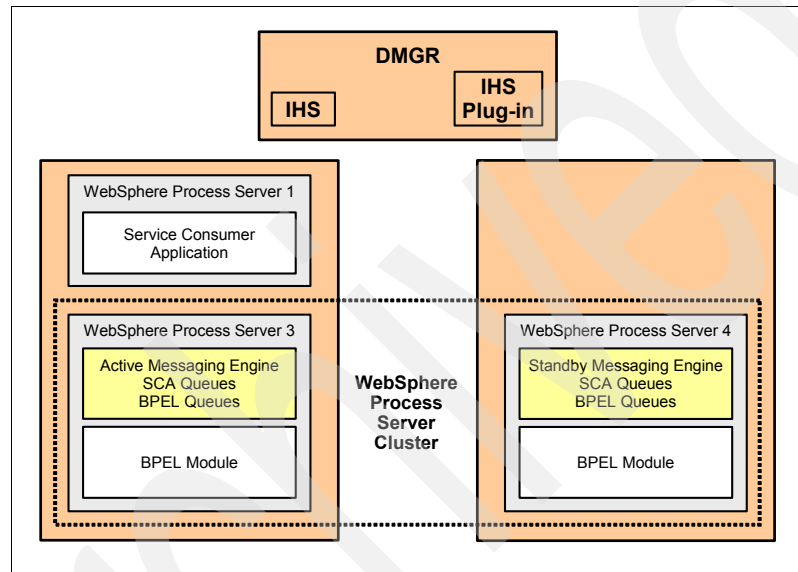 DMGR
IHS
IHS
Plug-in
WebSphere Process Server 1
Service Consumer
Application
WebSphere Process Server 3
Active Messaging Engine
SCA Queues
BPEL Queues
BPEL Module
WebSphere
Process
Server
Cluster
WebSphere Process Server 4
Standby Messaging Engine
SCA Queues
BPEL Queues
BPEL Module